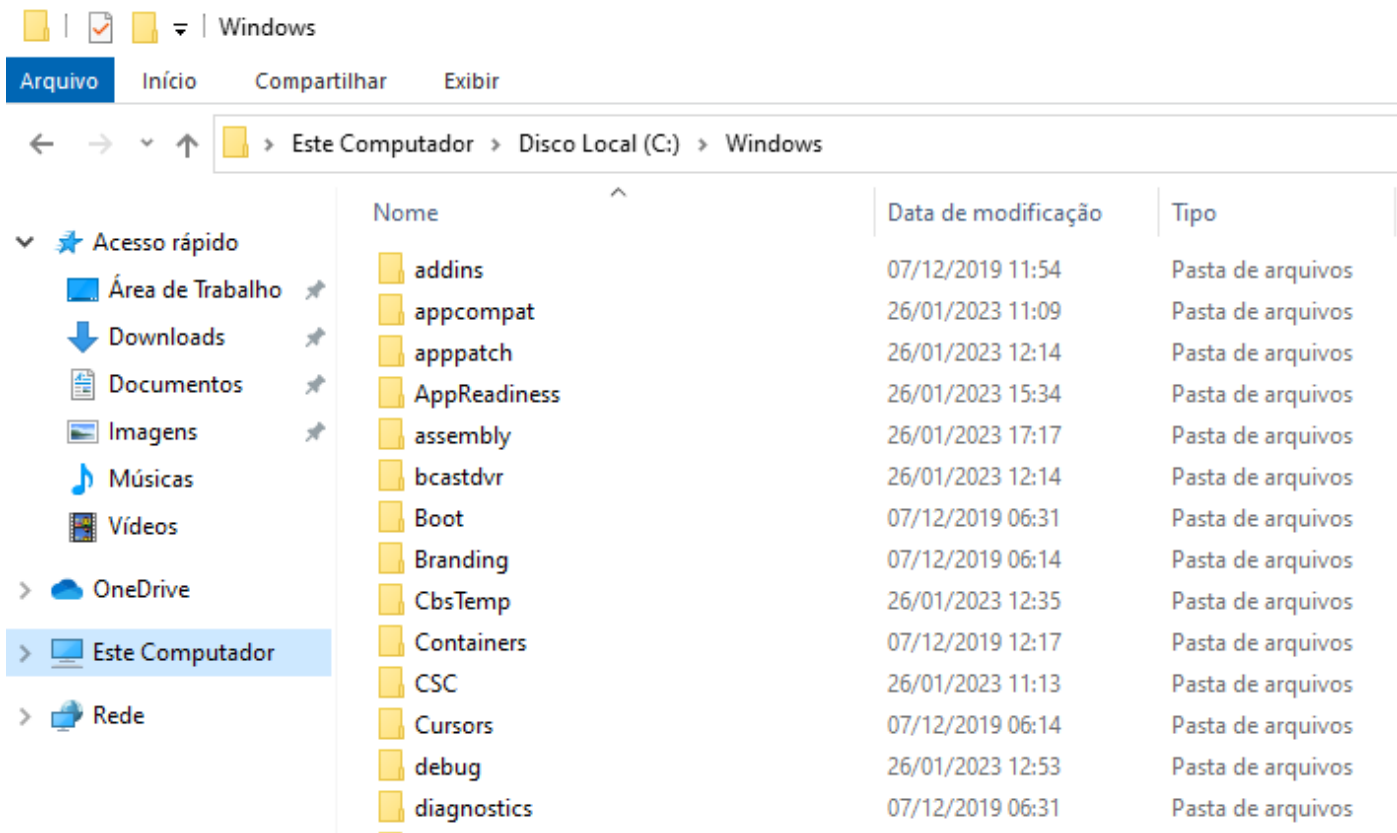 Windows
Arquivo Início Compartilhar Exibir
Este Computador Disco Local (C:) Windows
Nome Data de modificação Tipo
Acesso rápido
Área de Trabalho
Downloads
Documentos
Imagens
Músicas
Vídeos
OneDrive
Este Computador
Rede
addins 07/12/2019 11:54 Pasta de arquivos
appcompat 26/01/2023 11:09 Pasta de arquivos
apppatch 26/01/2023 12:14 Pasta de arquivos
AppReadiness 26/01/2023 15:34 Pasta de arquivos
assembly 26/01/2023 17:17 Pasta de arquivos
bcastdvr 26/01/2023 12:14 Pasta de arquivos
Boot 07/12/2019 06:31 Pasta de arquivos
Branding 07/12/2019 06:14 Pasta de arquivos
CbsTemp 26/01/2023 12:35 Pasta de arquivos
Containers 07/12/2019 12:17 Pasta de arquivos
CSC 26/01/2023 11:13 Pasta de arquivos
Cursors 07/12/2019 06:14 Pasta de arquivos
debug 26/01/2023 12:53 Pasta de arquivos
diagnostics 07/12/2019 06:31 Pasta de arquivos